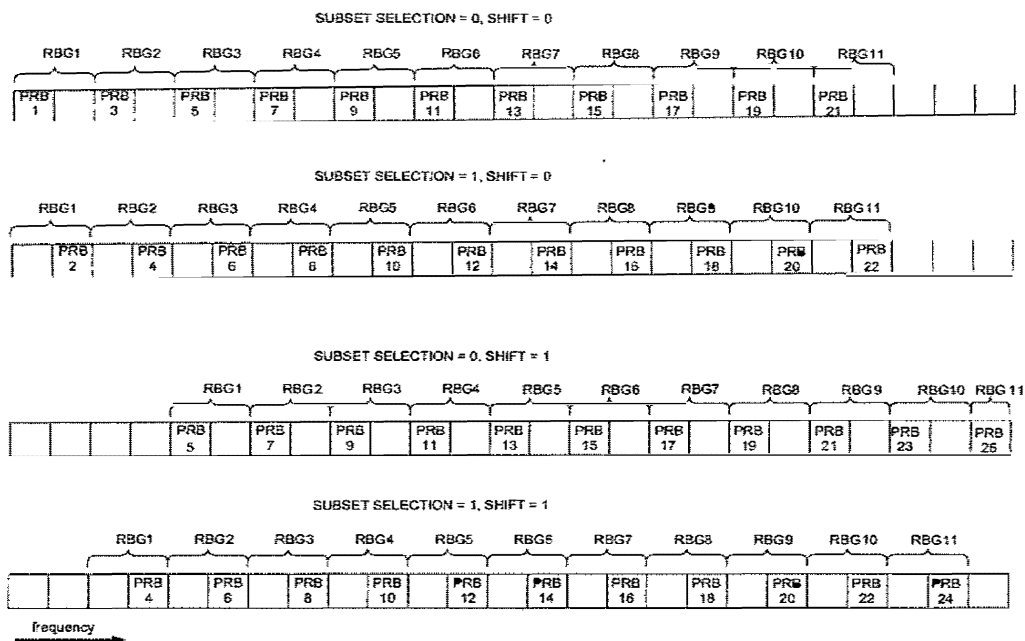 SUBSET SELECTION = 0, SHIFT = 0
RBG1 RBG2 RBG3 RBG4 RBG5 RBG6 RBG7 RBG8 RBG9 RBG10 RBG11
PRB PRB PRB PRB PRB PRB PRB PRB PRB PRB PRB
1 3 5 7 9 11 13 15 17 19 21
SUBSET SELECTION = 1, SHIFT = 0
RBG1 RBG2 RBG3 RBG4 RBG5 RBG6 RBG7 RBG8 RBG9 RBG10 RBG11
PRB PRB PRB PRB PRB PRB PRB PRB PRB PRB PRB
2 4 6 8 10 12 14 16 18 20 22
SUBSET SELECTION = 0, SHIFT = 1
RBG1 RBG2 RBG3 RBG4 RBG5 RBG6 RBG7 RBG8 RBG9 RBG10 RBG11
PRB PRB PRB PRB PRB PRB PRB PRB PRB PRB PRB
5 7 9 11 13 15 17 19 21 23 25
SUBSET SELECTION = 1, SHIFT = 1
RBG1 RBG2 RBG3 RBG4 RBG5 RBG6 RBG7 RBG8 RBG9 RBG10 RBG11
PRB PRB PRB PRB PRB PRB PRB PRB PRB PRB PRB
4 6 8 10 12 14 16 18 20 22 24
frequency